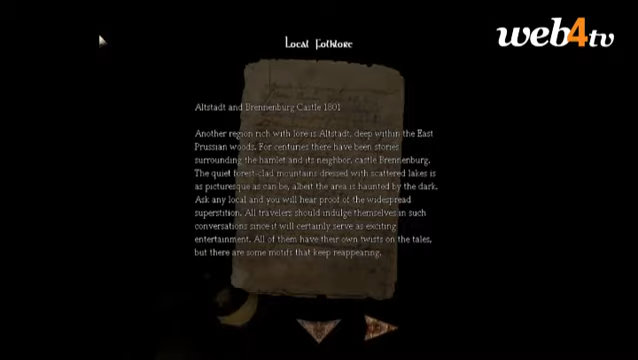 web4tv
Local Folklore
Altstadt and Brennenburg Castle 1801
Another region rich with lore is Altstadt, deep within the East
Prussian woods. For centuries there have been stories
surrounding the hamlet and its neighbor, castle Brennenburg.
The quiet forest-clad mountains dressed with scattered lakes is
as picturesque as can be, albeit the area is haunted by the dark.
Ask any local and you will hear proof of the widespread
superstition. All travelers should indulge themselves in such
conversations since it will certainly serve as exciting
entertainment. All of them have their own twists on the tales,
but there are some motifs that keep reappearing.